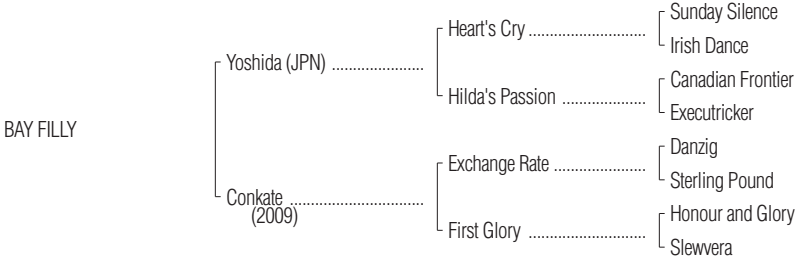 Sunday Silence
Heart's Cry ..............................
Irish Dance
Yoshida (JPN) ........................
Canadian Frontier
Hilda's Passion ......................
Executricker
BAY FILLY
Danzig
Exchange Rate ........................
Sterling Pound
Conkate ..................................
(2009)
Honour and Glory
First Glory ..............................
Slewvera